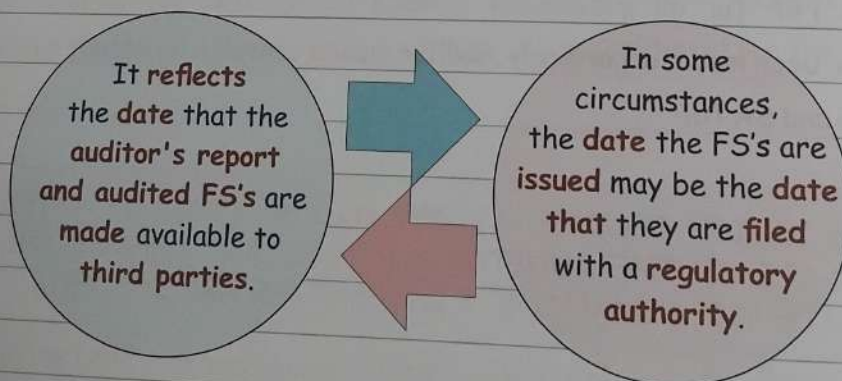 It reflects
the date that the
auditor's report
and audited FS's are
made available to
third parties.
In some
circumstances,
the date the FS's are
issued may be the date
that they are filed
with a regulatory
authority.